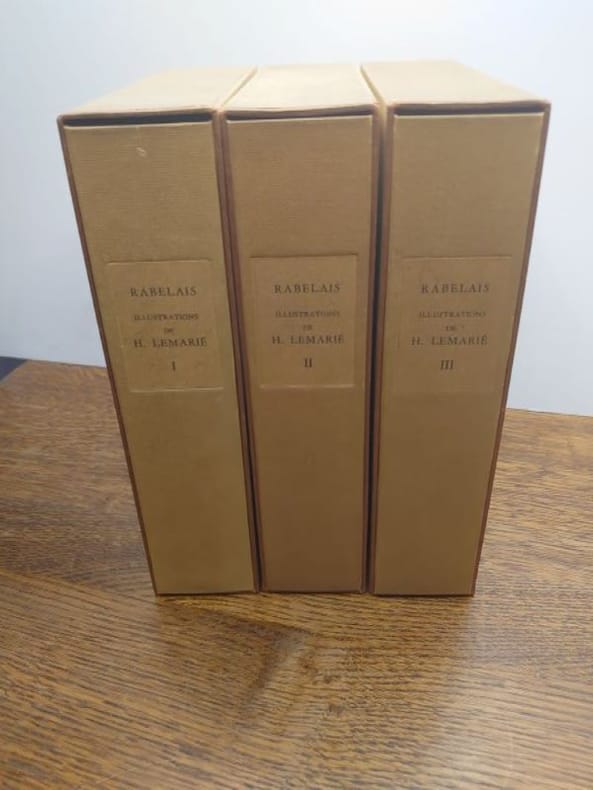 RABELAIS
ILLUSTRATIONS
DE
H. LEMARIÉ
I
RABELAIS
ILLUSTRATIONS
DE
H. LEMARIÉ
II
RABELAIS
ILLUSTRATIONS
DE
H. LEMARIÉ
III